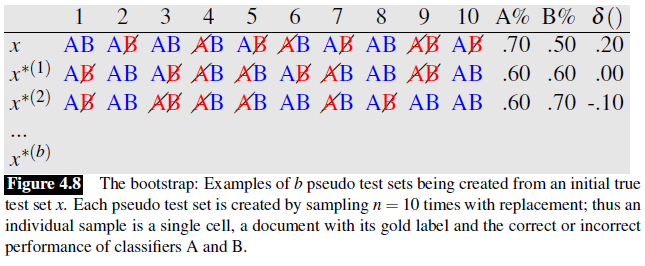 1 2 3 4 5 6 7 8 9 10 A% B% δ()
x AB AB AB AB AB AB AB AB AB AB .70 .50 .20
x*(1) AB AB AB AB AB AB AB AB AB AB .60 .60 .00
x*(2) AB AB AB AB AB AB AB AB AB AB .60 .70 -.10
...
x*(b)
Figure 4.8 The bootstrap: Examples of b pseudo test sets being created from an initial true
test set x. Each pseudo test set is created by sampling n = 10 times with replacement; thus an
individual sample is a single cell, a document with its gold label and the correct or incorrect
performance of classifiers A and B.